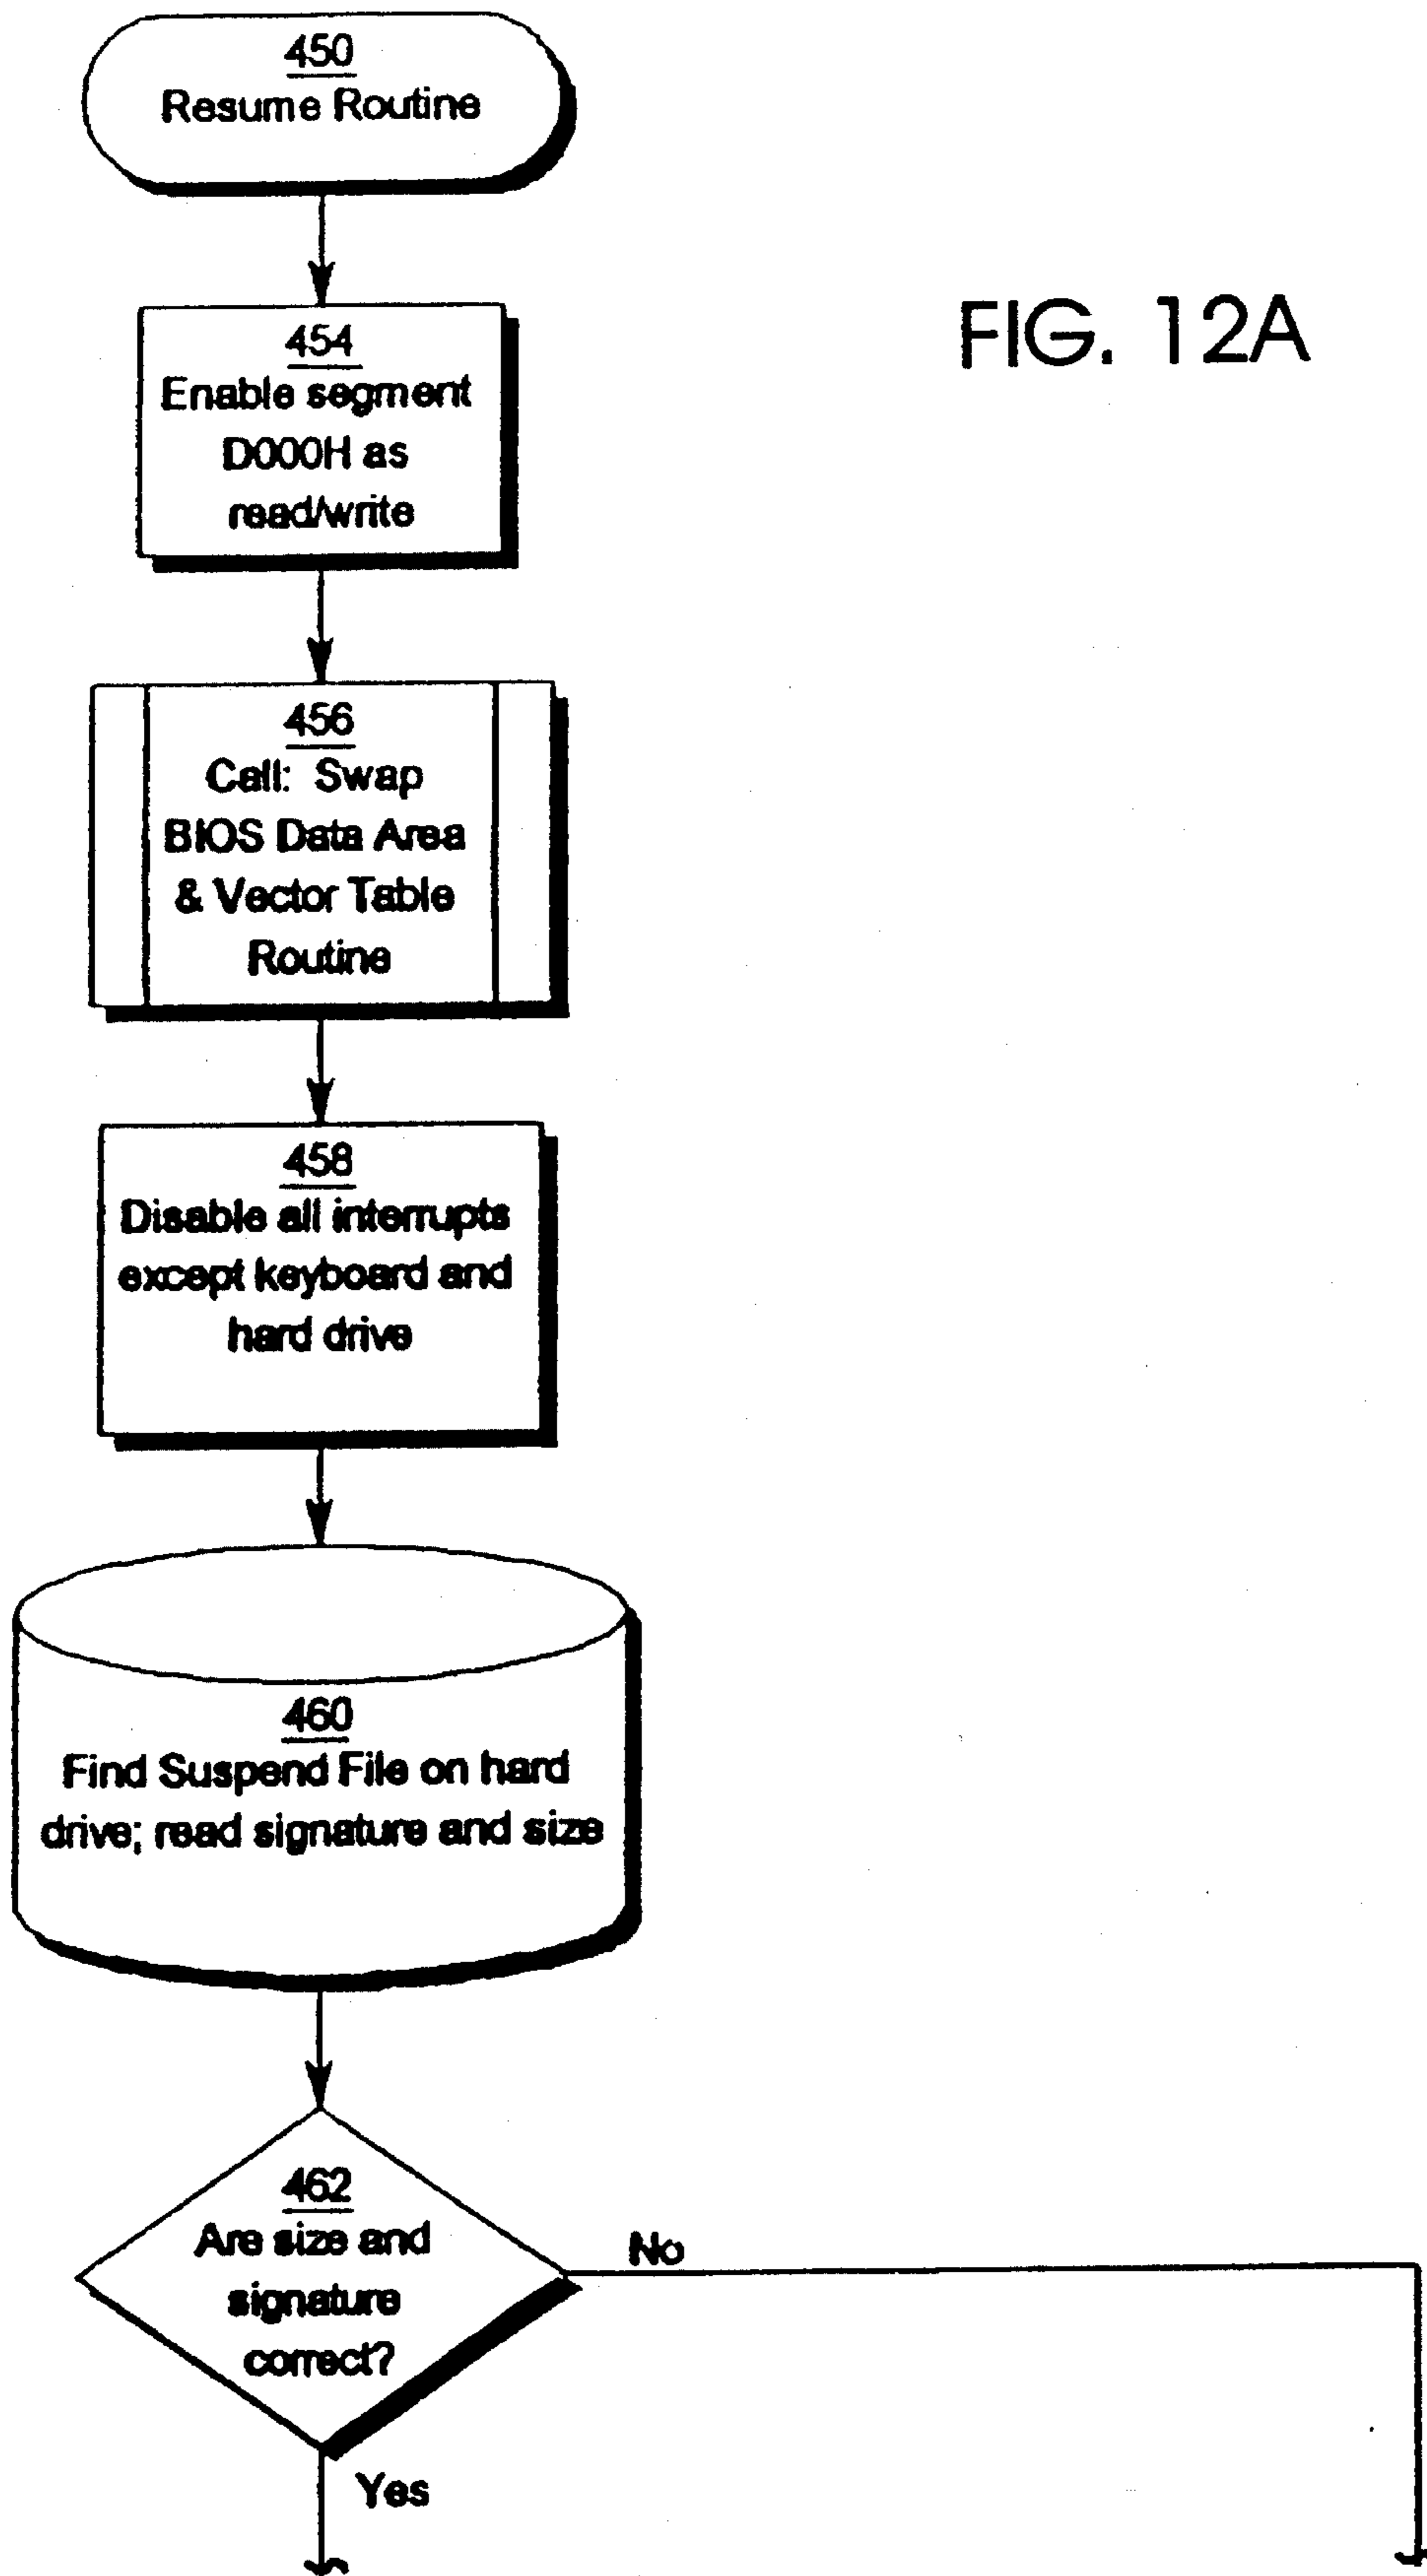 450
Resume Routine
FIG. 12A
454
Enable segment
D000H as
read/write
456
Call: Swap
BIOS Data Area
& Vector Table
Routine
458
Disable all interrupts
except keyboard and
hard drive
460
Find Suspend File on hard
drive; read signature and size
462
Are size and
signature
correct?
No
Yes